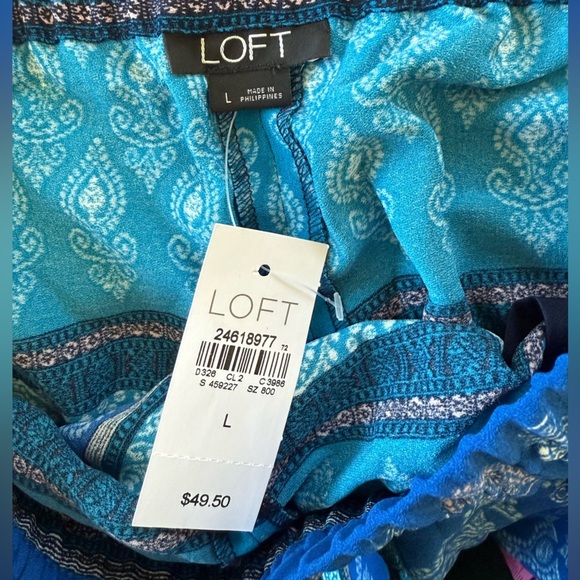 LOFT
L MADE IN
PHILIPPINES
LOFT
24618977 72
D326 CL2 C3986
S 459227 SZ 800
L
$49.50